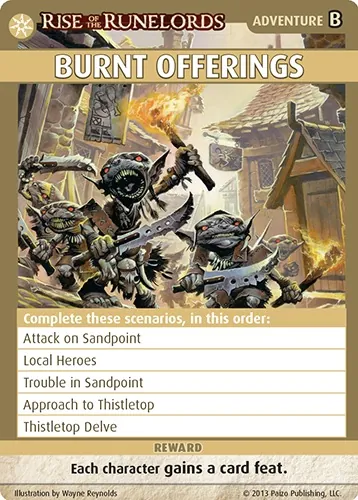 RISE OF THE RUNELORDS ADVENTURE B
BURNT OFFERINGS
Complete these scenarios, in this order:
Attack on Sandpoint
Local Heroes
Trouble in Sandpoint
Approach to Thistletop
Thistletop Delve
REWARD
Each character gains a card feat.
Illustration by Wayne Reynolds © 2013 Paizo Publishing, LLC.